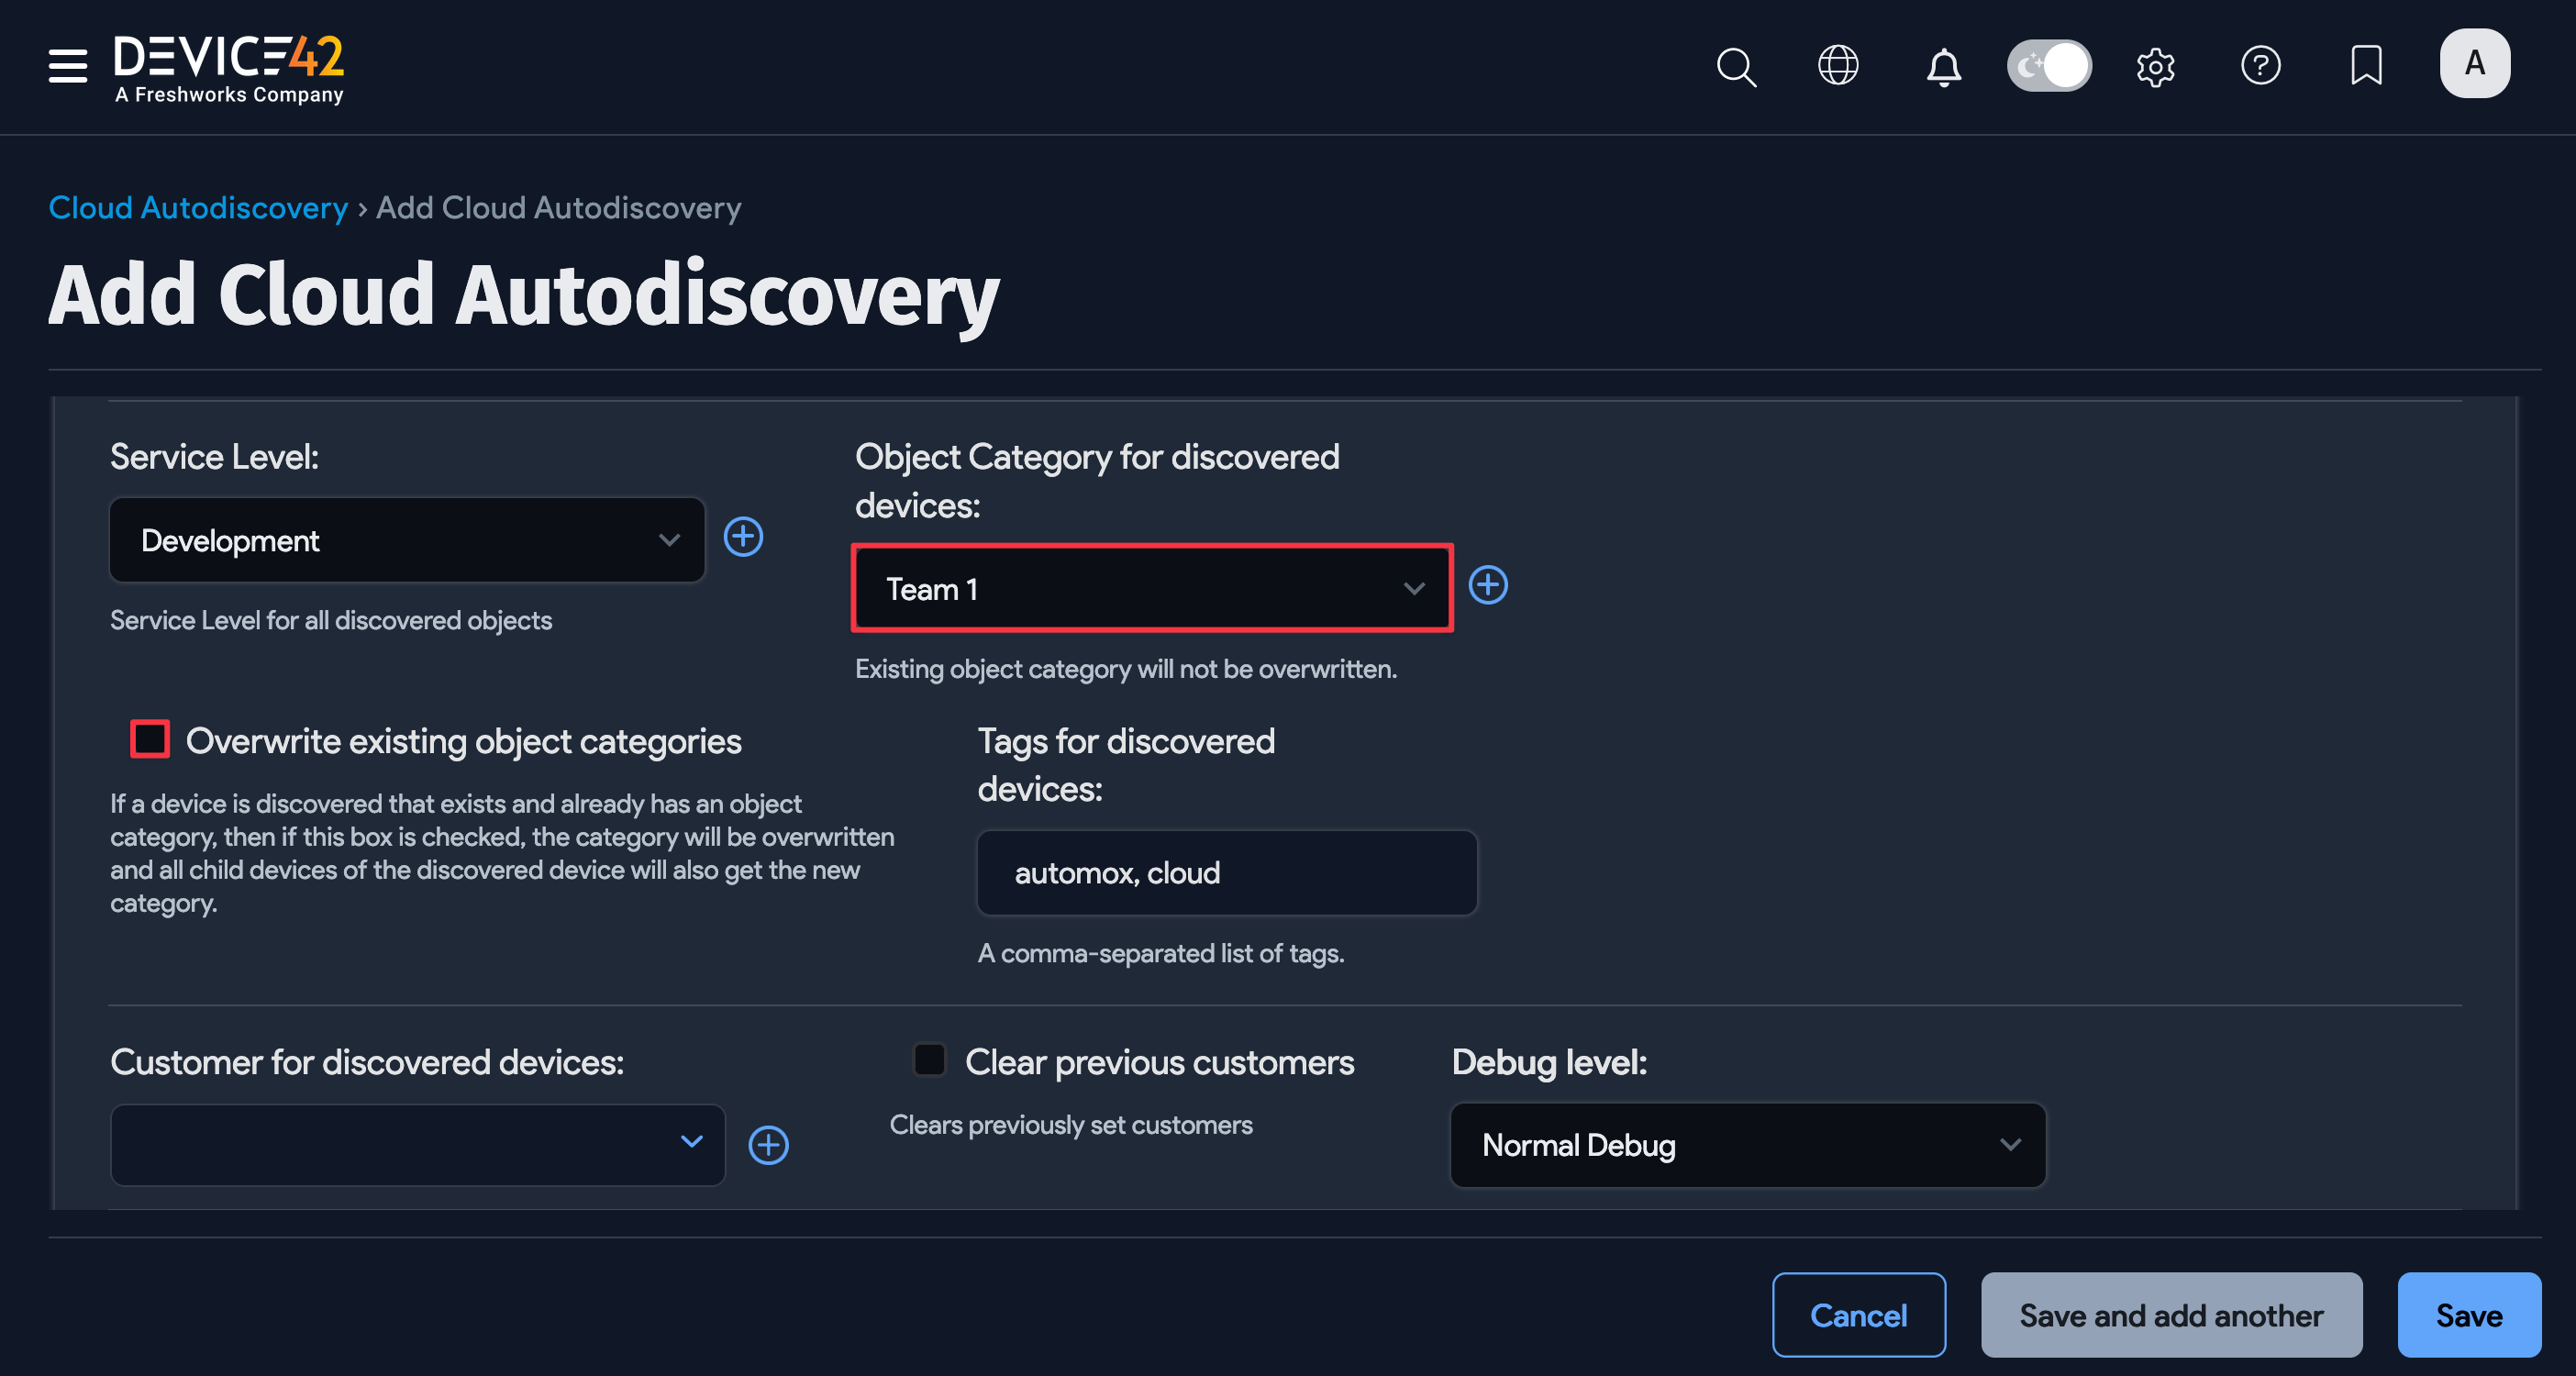 DEVICE42
A Freshworks Company
A
Cloud Autodiscovery › Add Cloud Autodiscovery
Add Cloud Autodiscovery
Service Level:
Development
Service Level for all discovered objects
Object Category for discovered
devices:
Team 1
Existing object category will not be overwritten.
Overwrite existing object categories
If a device is discovered that exists and already has an object
category, then if this box is checked, the category will be overwritten
and all child devices of the discovered device will also get the new
category.
Tags for discovered
devices:
automox, cloud
A comma-separated list of tags.
Customer for discovered devices:
Clear previous customers
Clears previously set customers
Debug level:
Normal Debug
Cancel
Save and add another
Save